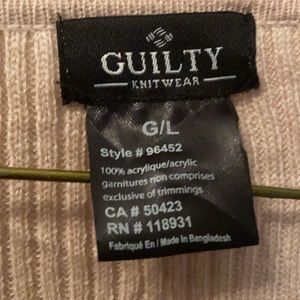 GUILTY
KNITWEAR
G/L
Style # 96452
100% acrylique/acrylic
garnitures non comprises
exclusive of trimmings
CA # 50423
RN # 118931
Fabriqué En / Made In Bangladesh